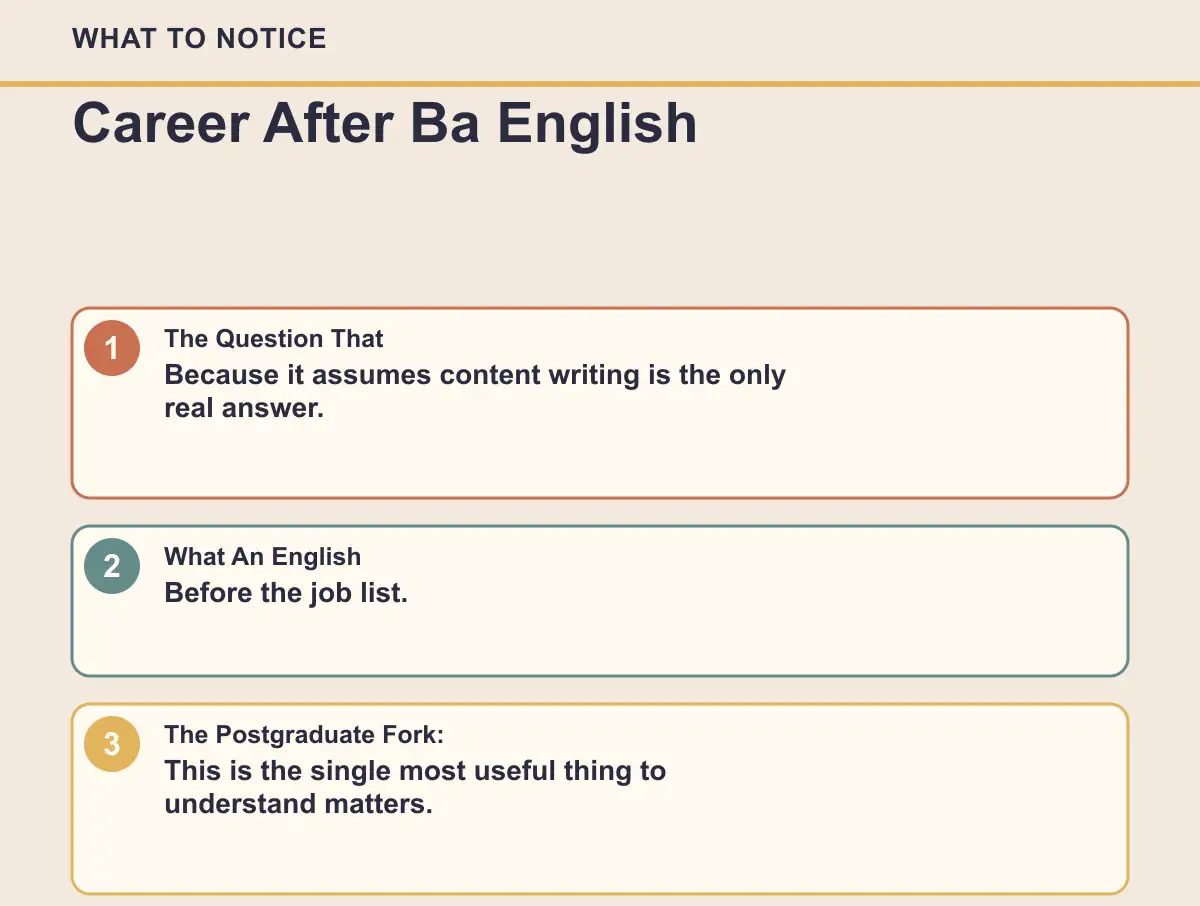 WHAT TO NOTICE
Career After Ba English
1
The Question That
Because it assumes content writing is the only
real answer.
2
What An English
Before the job list.
3
The Postgraduate Fork:
This is the single most useful thing to
understand matters.